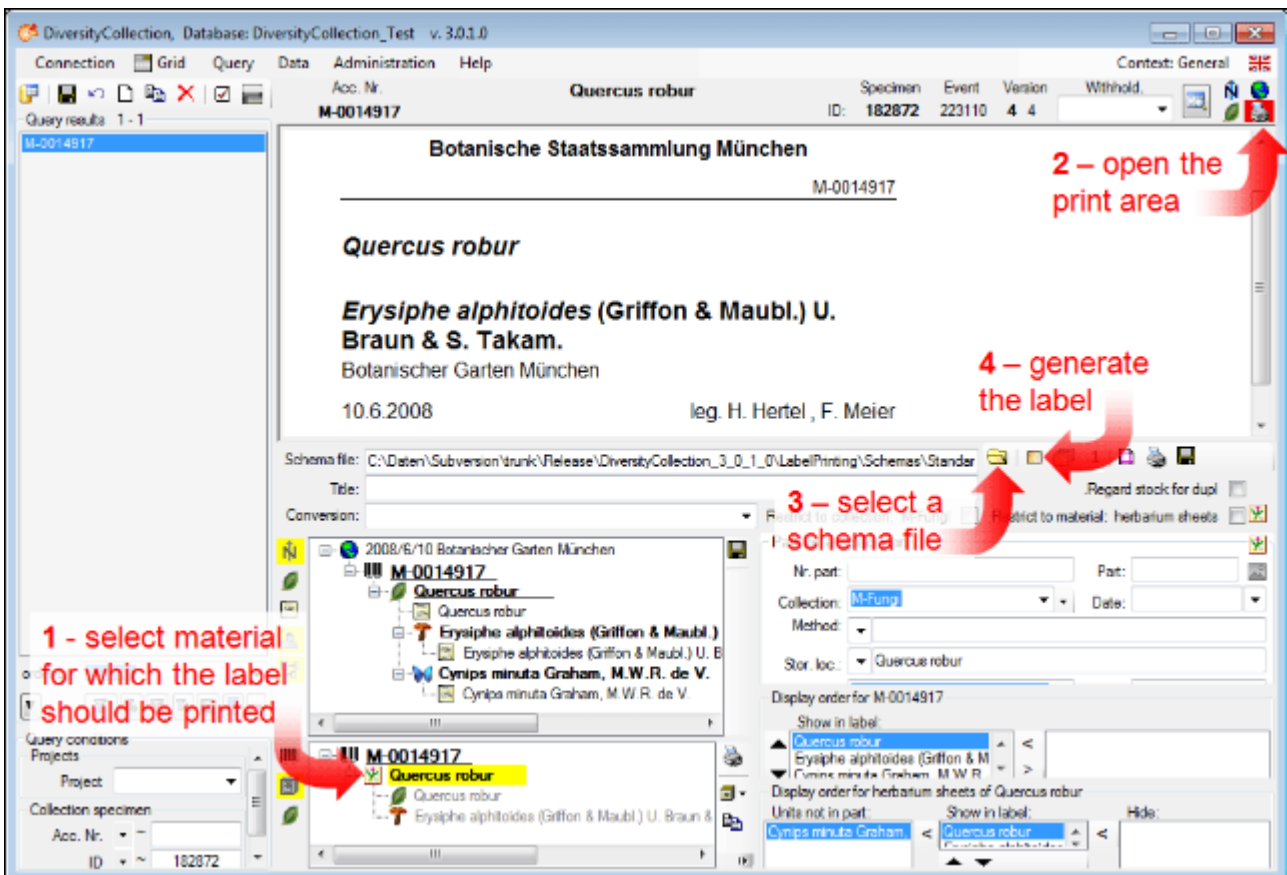 DiversityCollection, Database: DiversityCollection_Test v. 3.0.1.0
Connection Grid Query Data Administration Help Context: General
Acc. Nr. Quercus robur Specimen Event Version Withhold.
M-0014917 ID: 182872 223110 4 4
Query results 1 - 1
M-0014917
Botanische Staatssammlung München
M-0014917
2 – open the
print area
Quercus robur
Erysiphe alphitoides (Griffon & Maubl.) U.
Braun & S. Takam.
Botanischer Garten München
10.6.2008 leg. H. Hertel , F. Meier
4 – generate
the label
Schema file: C:\Daten\Subversion\trunk\Release\DiversityCollection_3_0_1_0\LabelPrinting\Schemas\Standar
1
Title:
Regard stock for dupl
3 – select a
schema file
Conversion:
Restrict to material: herbarium sheets
2008/6/10 Botanischer Garten München
M-0014917
Quercus robur
Quercus robur
Erysiphe alphitoides (Griffon & Maubl.)
Erysiphe alphitoides (Griffon & Maubl.) U. B
Cynips minuta Graham, M.W.R. de V.
Cynips minuta Graham, M.W.R. de V.
Nr. part: Part:
Collection: M-Fungi Date:
Method:
Stor. loc.: Quercus robur
1 - select material
for which the label
should be printed
Display order for M-0014917
Show in label:
Quercus robur <
Erysiphe alphitoides (Griffon & M
Cynips minuta Graham, M.W.R. >
Query conditions
Projects
Project
Collection specimen
Acc. Nr. ~
ID ~ 182872
M-0014917
Quercus robur
Quercus robur
Erysiphe alphitoides (Griffon & Maubl.) U. Braun &
Display order for herbarium sheets of Quercus robur
Units not in part: Show in label: Hide:
Cynips minuta Graham, < Quercus robur <